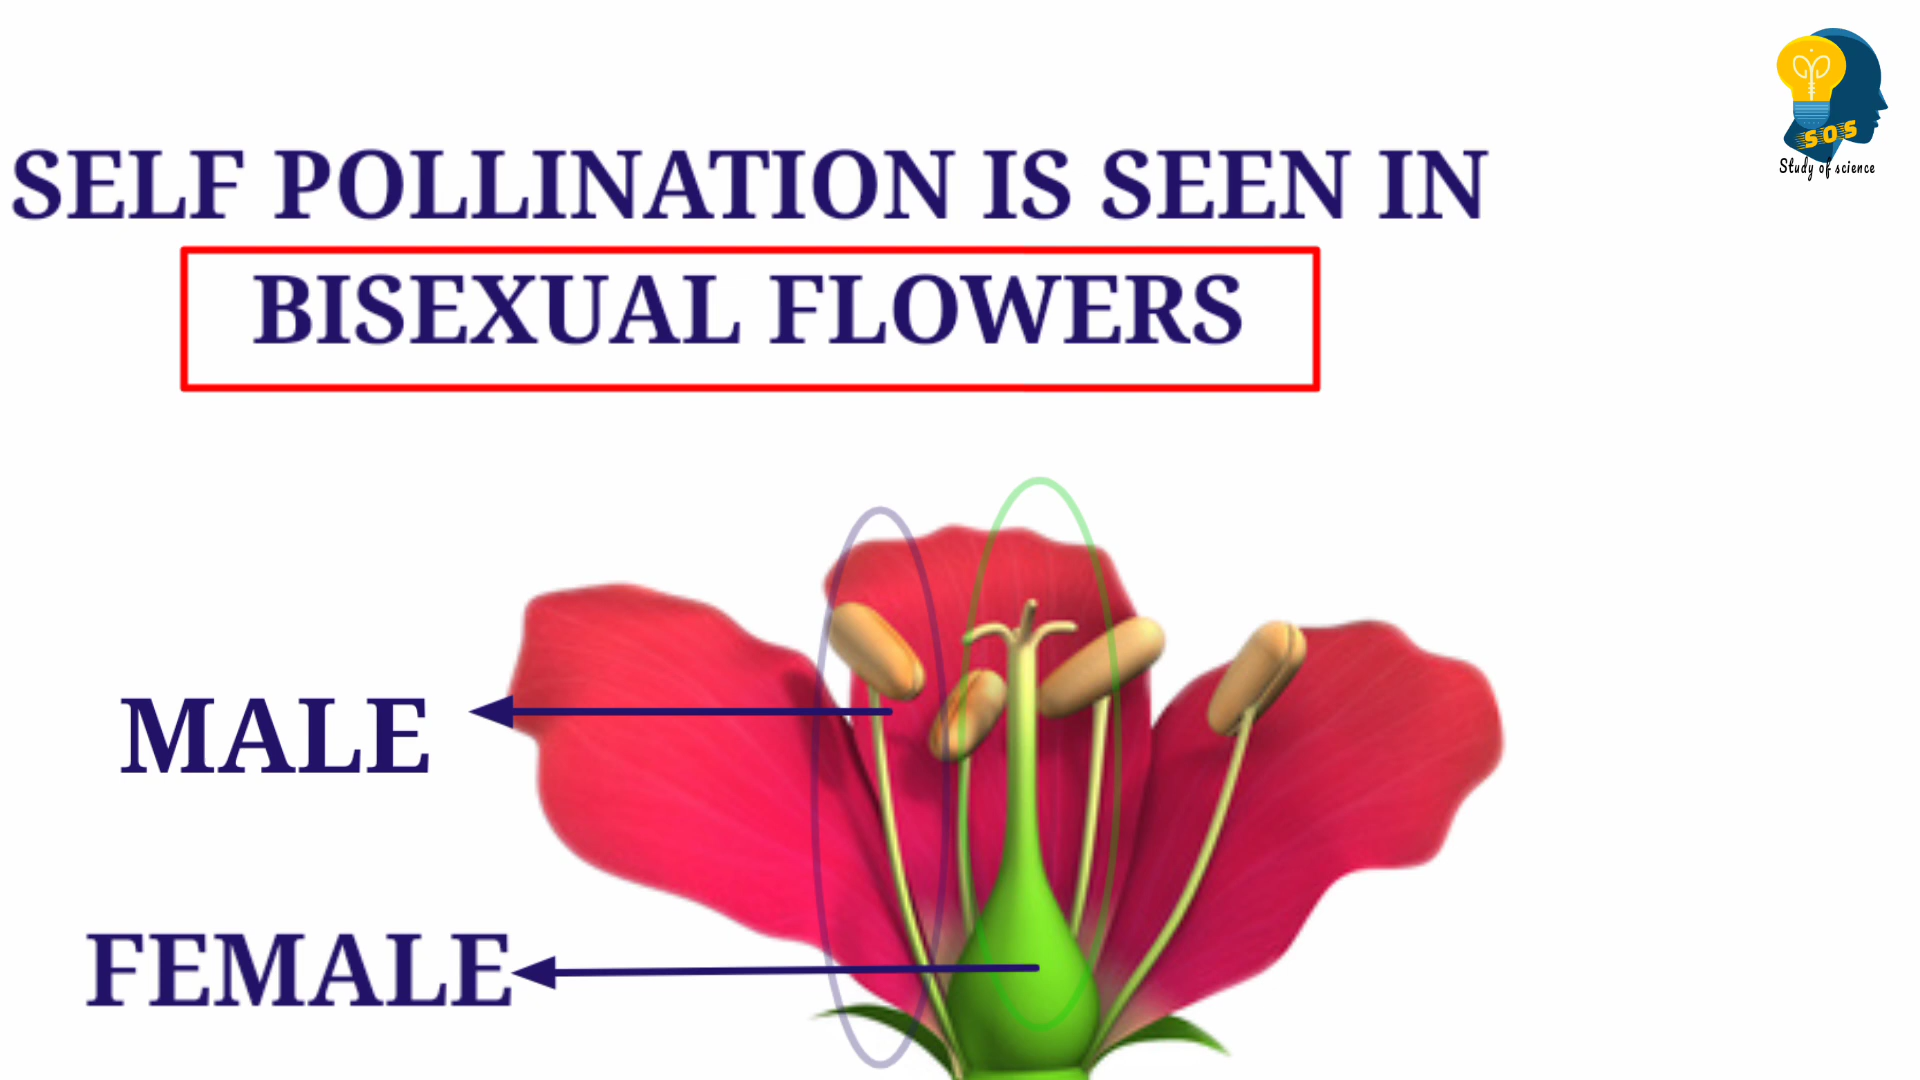 SELF POLLINATION IS SEEN IN
BISEXUAL FLOWERS
SOS
Study of science
MALE
FEMALE